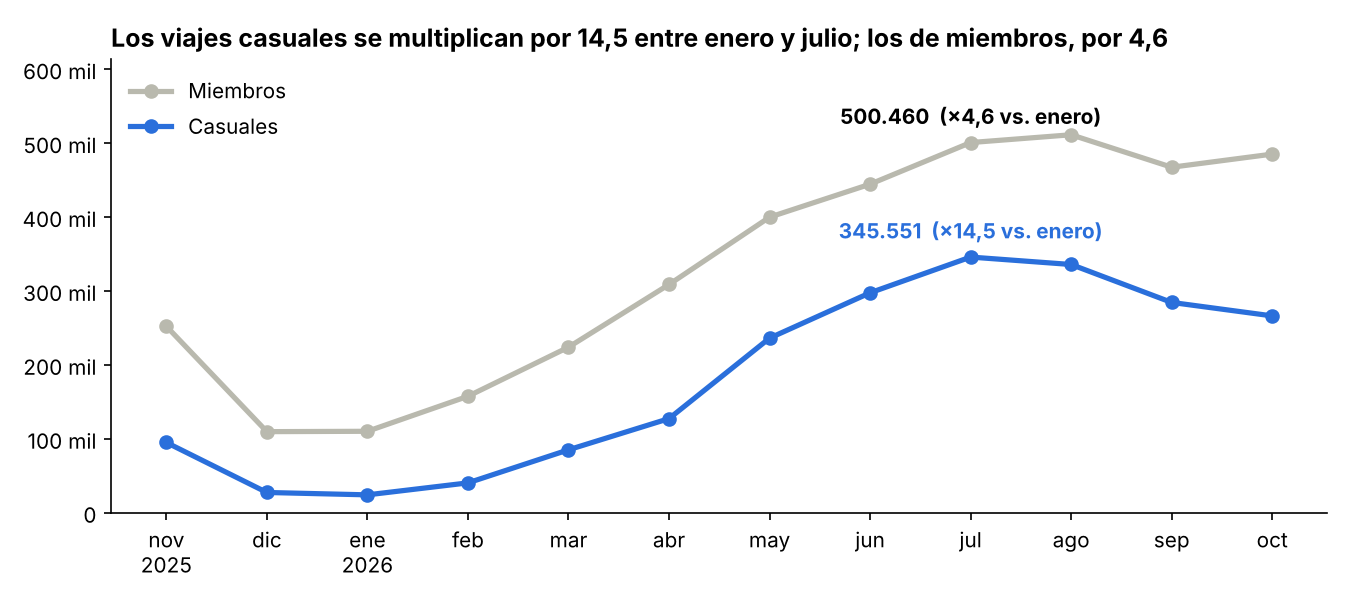 Los viajes casuales se multiplican por 14,5 entre enero y julio; los de miembros, por 4,6
600 mil
500 mil
400 mil
300 mil
200 mil
100 mil
0
Miembros
Casuales
500.460 (×4,6 vs. enero)
345.551 (×14,5 vs. enero)
nov dic ene feb mar abr may jun jul ago sep oct
2025 2026